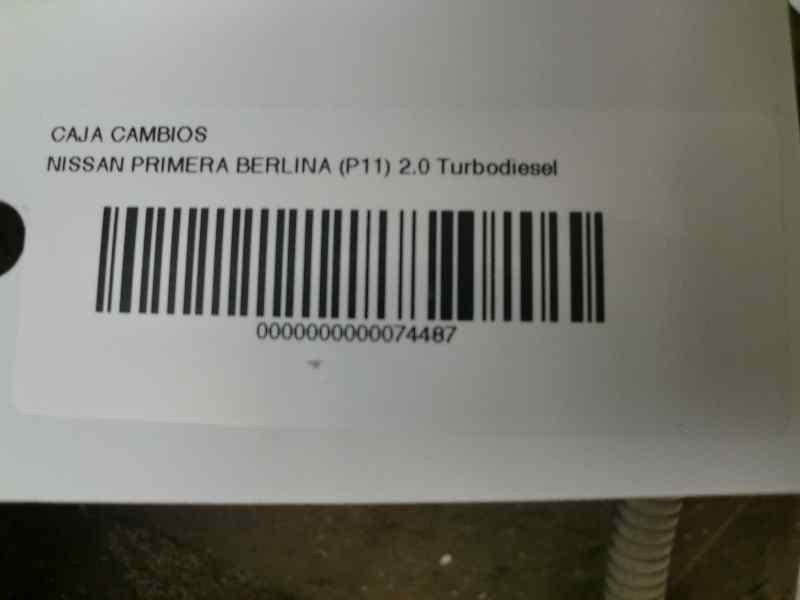 CAJA CAMBIOS
NISSAN PRIMERA BERLINA (P11) 2.0 Turbodiesel
0000000000074487